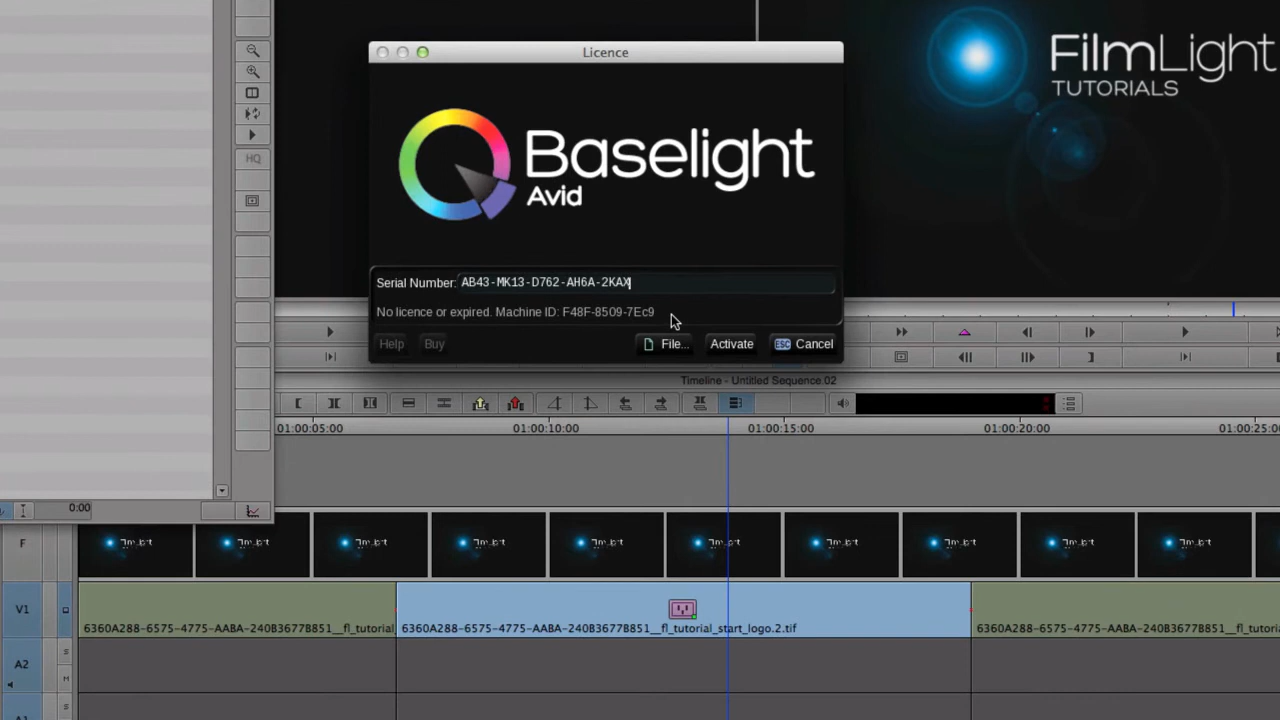 Licence
FilmLight
TUTORIALS
HQ
Baselight
Avid
Serial Number: AB43-MK13-D762-AH6A-2KAX
No licence or expired. Machine ID: F48F-8509-7Ec9
Help Buy File... Activate ESC Cancel
Timeline - Untitled Sequence.02
01:00:05:00 01:00:10:00 01:00:15:00 01:00:20:00 01:00:25:00
0:00
F
V1
6360A288-6575-4775-AABA-240B3677B851__fl_tutorial
6360A288-6575-4775-AABA-240B3677B851__fl_tutorial_start_logo.2.tif
6360A288-6575-4775-AABA-240B3677B851__fl_tutoria
S
A2
M
S
A1